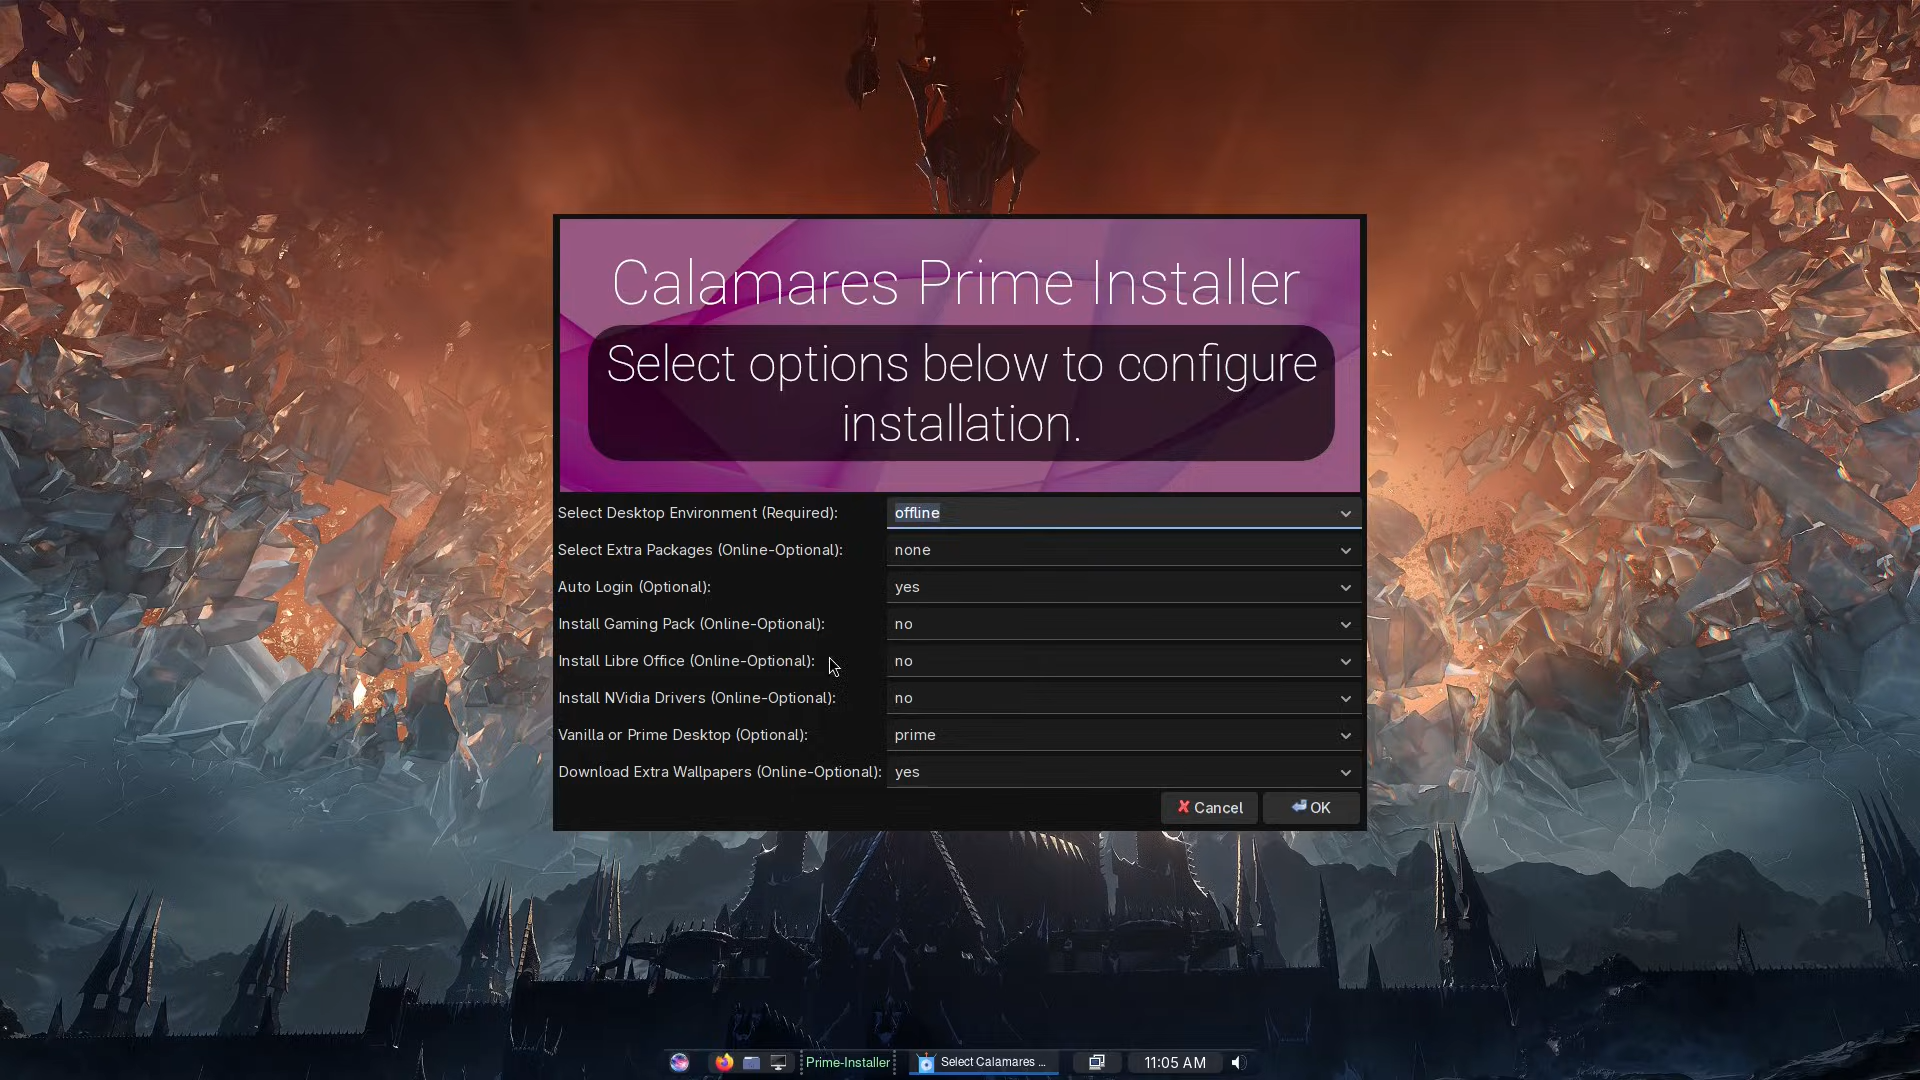 Calamares Prime Installer
Select options below to configure
installation.
Select Desktop Environment (Required): offline
Select Extra Packages (Online-Optional): none
Auto Login (Optional): yes
Install Gaming Pack (Online-Optional): no
Install Libre Office (Online-Optional): no
Install NVidia Drivers (Online-Optional): no
Vanilla or Prime Desktop (Optional): prime
Download Extra Wallpapers (Online-Optional): yes
Cancel OK
Prime-Installer Select Calamares ... 11:05 AM